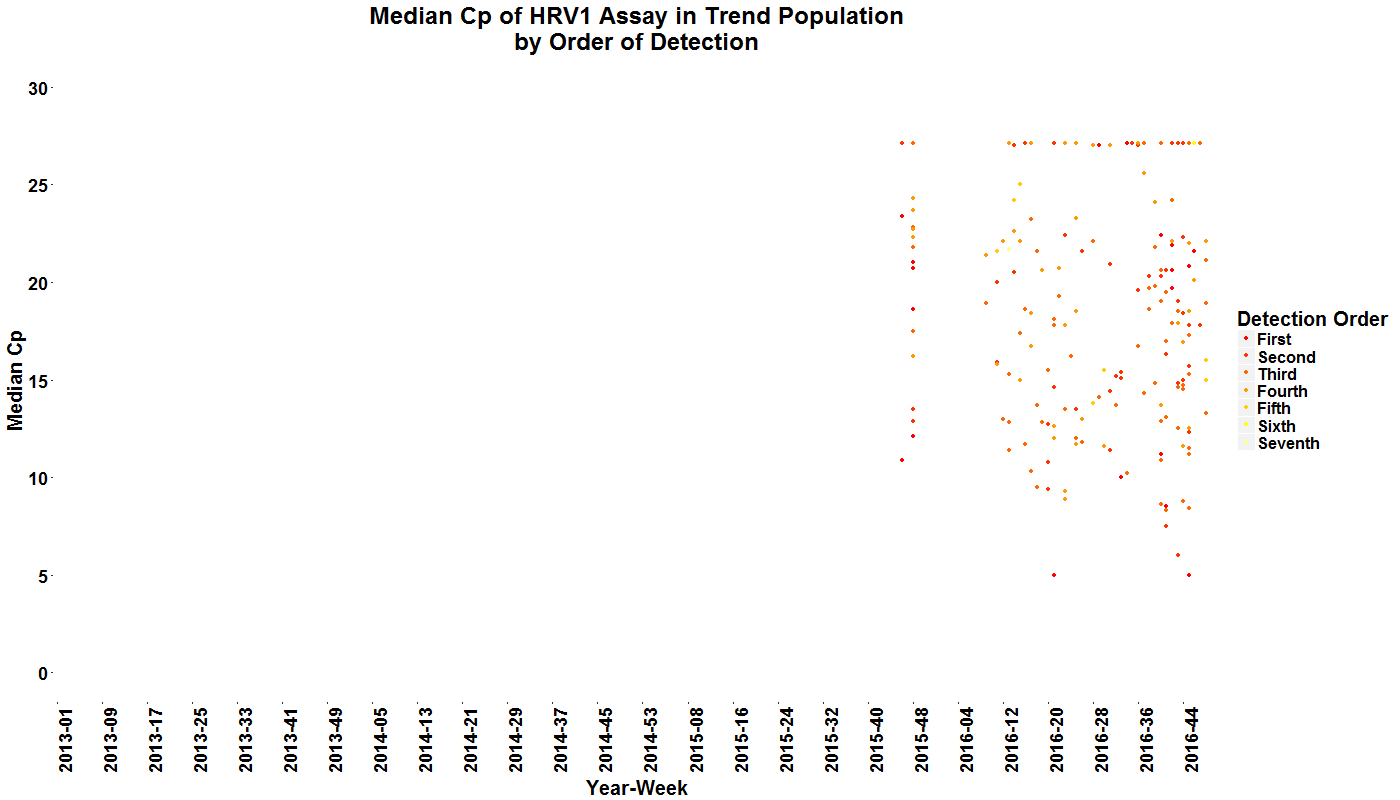 Median Cp of HRV1 Assay in Trend Population
by Order of Detection
30
25
20
15
10
5
0
Median Cp
2013-01
2013-09
2013-17
2013-25
2013-33
2013-41
2013-49
2014-05
2014-13
2014-21
2014-29
2014-37
2014-45
2014-53
2015-08
2015-16
2015-24
2015-32
2015-40
2015-48
2016-04
2016-12
2016-20
2016-28
2016-36
2016-44
Year-Week
Detection Order
First
Second
Third
Fourth
Fifth
Sixth
Seventh